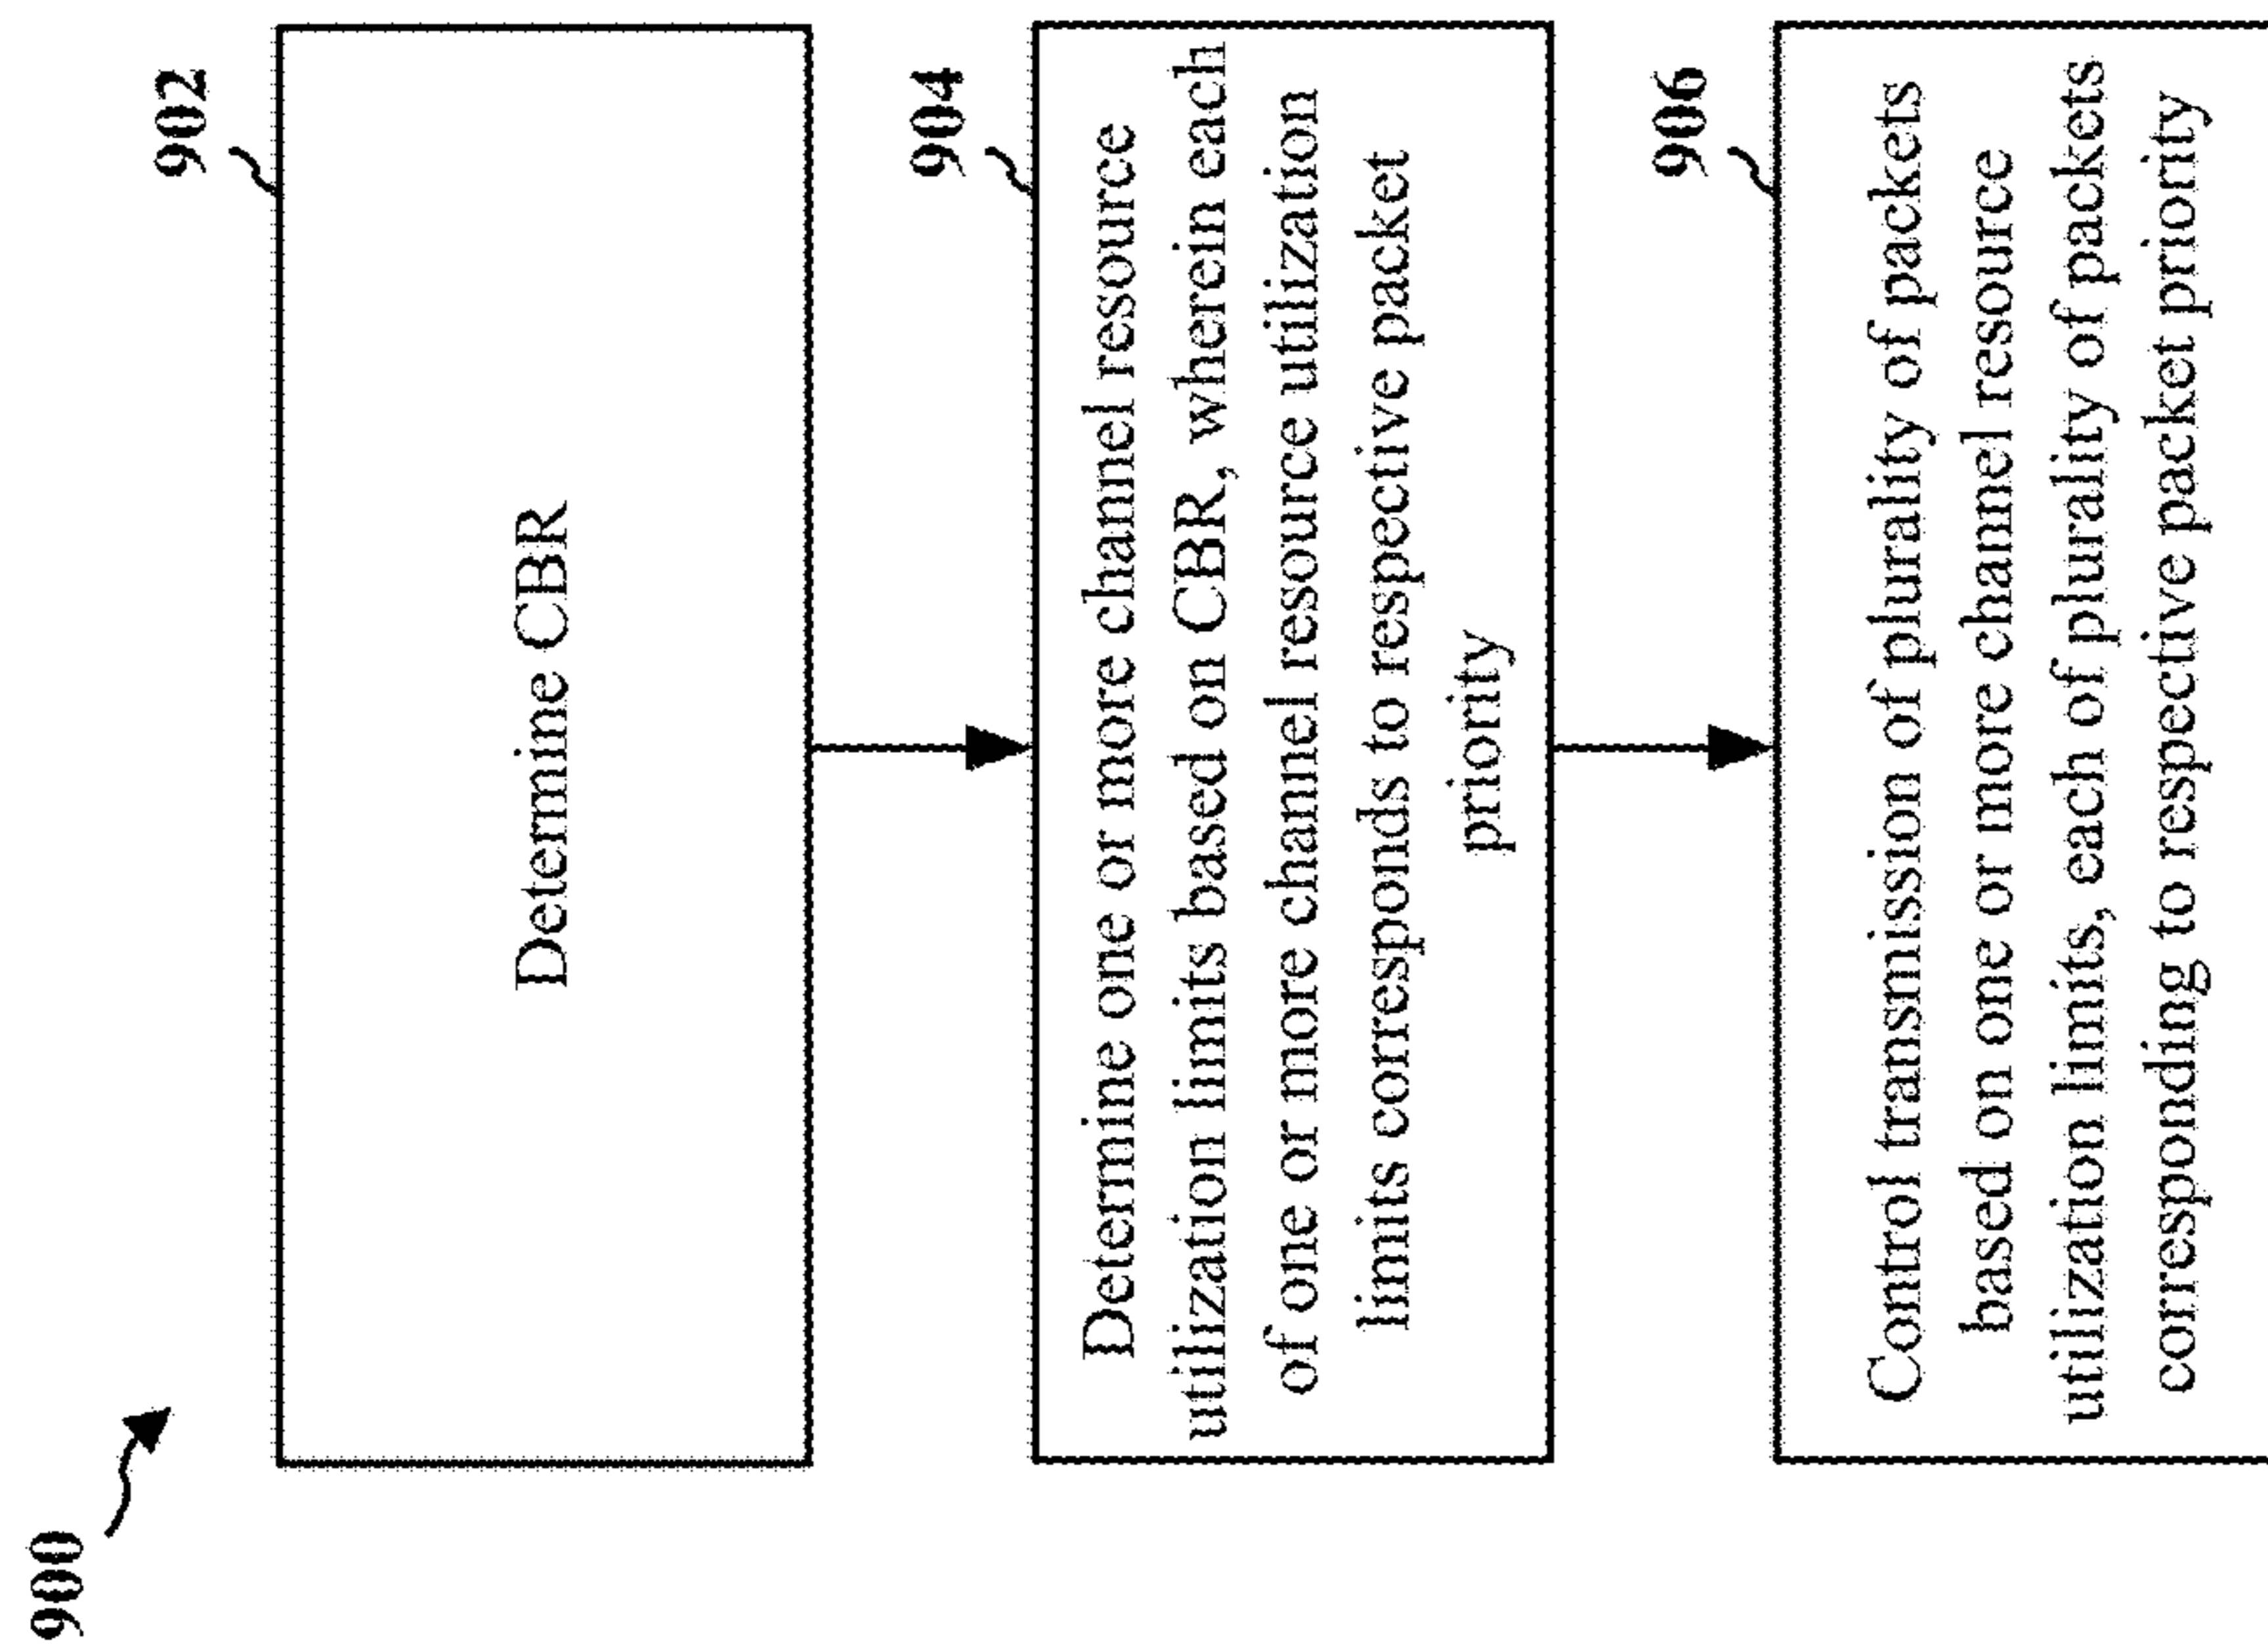 900
902
Determine CBR
904
Determine one or more channel resource
utilization limits based on CBR, wherein each
of one or more channel resource utilization
limits corresponds to respective packet
priority
906
Control transmission of plurality of packets
based on one or more channel resource
utilization limits, each of plurality of packets
corresponding to respective packet priority